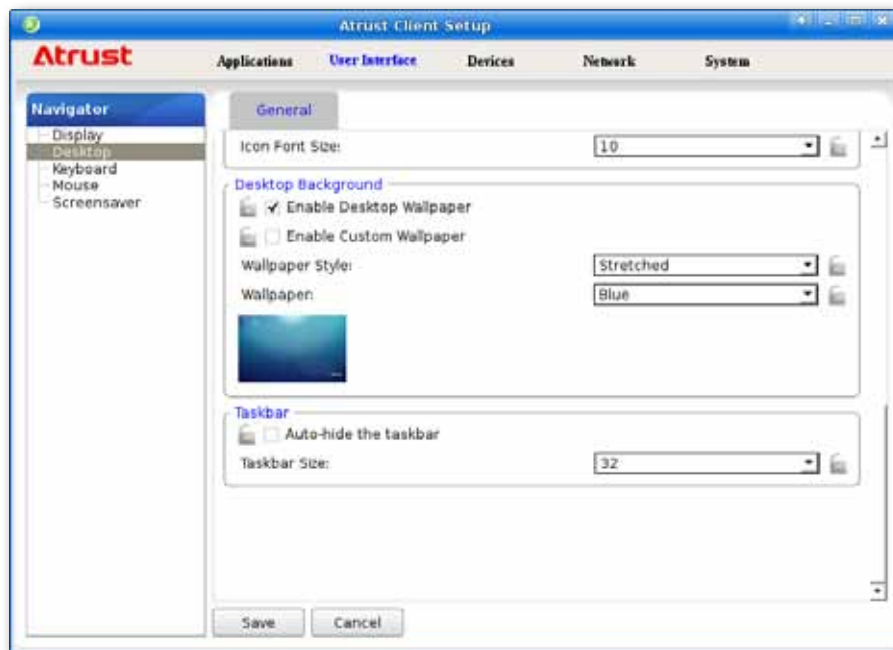 Atrust Client Setup
Atrust
Applications User Interface Devices Network System
Navigator
Display
Desktop
Keyboard
Mouse
Screensaver
General
Icon Font Size: 10
Desktop Background
Enable Desktop Wallpaper
Enable Custom Wallpaper
Wallpaper Style: Stretched
Wallpaper: Blue
Taskbar
Auto-hide the taskbar
Taskbar Size: 32
Save Cancel